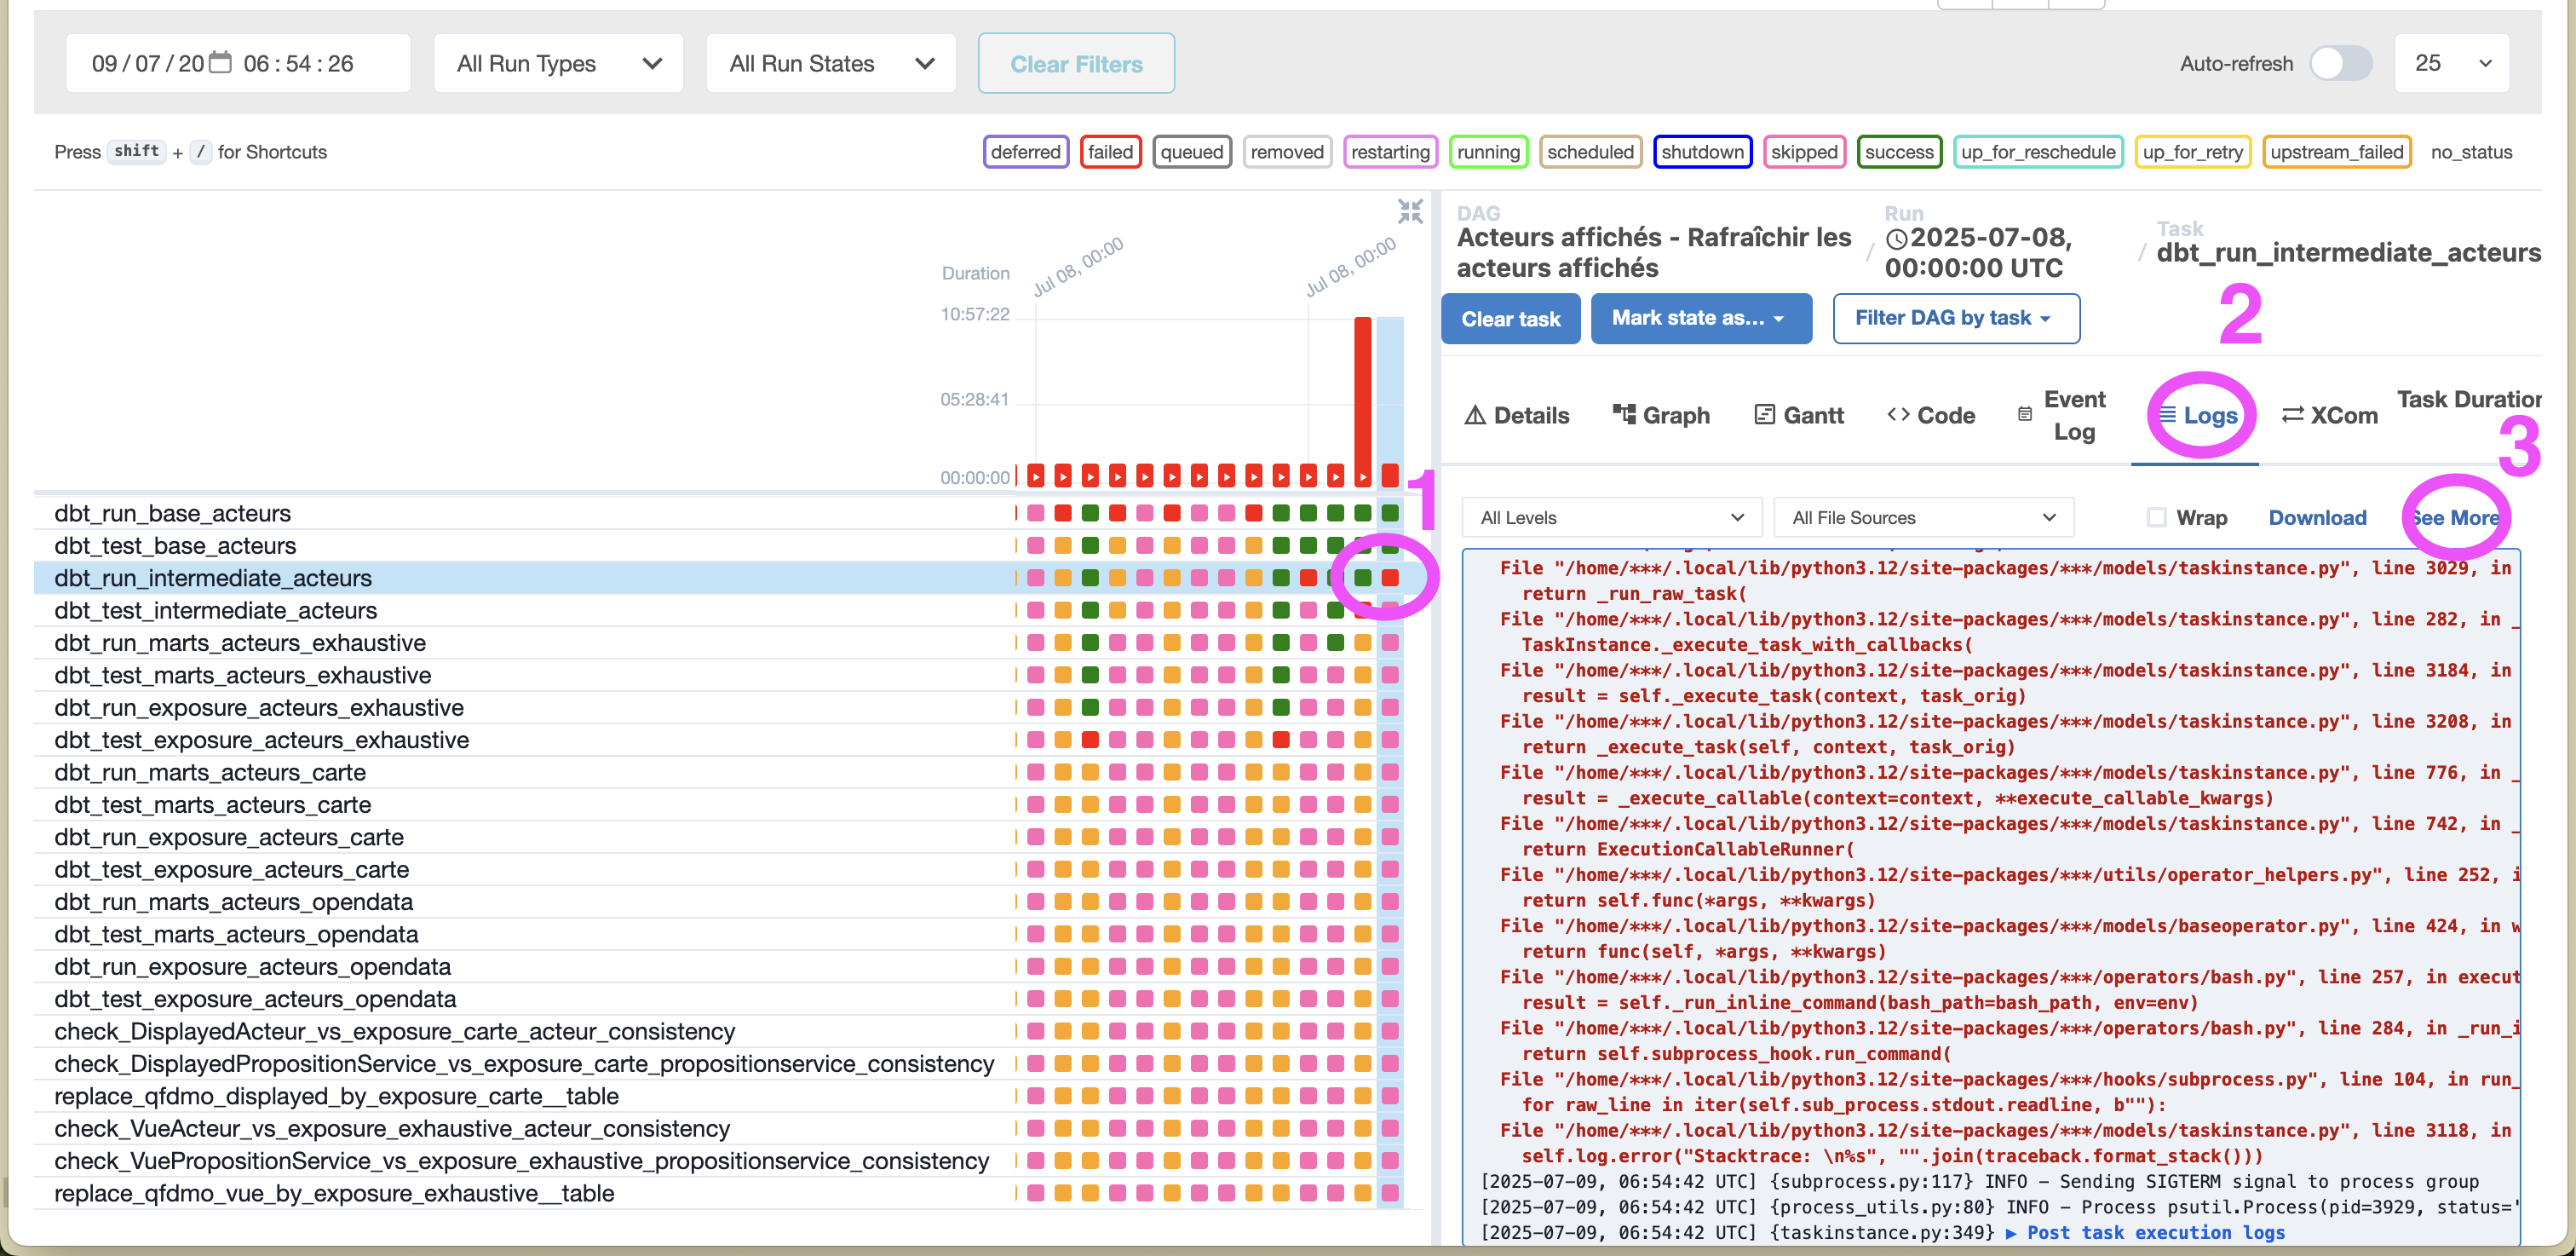 09 / 07 / 20 06 : 54 : 26
All Run Types
All Run States
Clear Filters
Auto-refresh
25
Press shift + / for Shortcuts
deferred failed queued removed restarting running scheduled shutdown skipped success up_for_reschedule up_for_retry upstream_failed no_status
Duration
Jul 08, 00:00
Jul 08, 00:00
10:57:22
05:28:41
00:00:00
dbt_run_base_acteurs
dbt_test_base_acteurs
dbt_run_intermediate_acteurs
dbt_test_intermediate_acteurs
dbt_run_marts_acteurs_exhaustive
dbt_test_marts_acteurs_exhaustive
dbt_run_exposure_acteurs_exhaustive
dbt_test_exposure_acteurs_exhaustive
dbt_run_marts_acteurs_carte
dbt_test_marts_acteurs_carte
dbt_run_exposure_acteurs_carte
dbt_test_exposure_acteurs_carte
dbt_run_marts_acteurs_opendata
dbt_test_marts_acteurs_opendata
dbt_run_exposure_acteurs_opendata
dbt_test_exposure_acteurs_opendata
check_DisplayedActeur_vs_exposure_carte_acteur_consistency
check_DisplayedPropositionService_vs_exposure_carte_propositionservice_consistency
replace_qfdmo_displayed_by_exposure_carte__table
check_VueActeur_vs_exposure_exhaustive_acteur_consistency
check_VuePropositionService_vs_exposure_exhaustive_propositionservice_consistency
replace_qfdmo_vue_by_exposure_exhaustive__table
1
DAG
Acteurs affichés - Rafraîchir les
acteurs affichés
/
Run
2025-07-08,
00:00:00 UTC
/
Task
dbt_run_intermediate_acteurs
2
Clear task
Mark state as...
Filter DAG by task
Details
Graph
Gantt
<> Code
Event
Log
Logs
XCom
Task Duration
3
All Levels
All File Sources
Wrap
Download
See More
File "/home/***/.local/lib/python3.12/site-packages/***/models/taskinstance.py", line 3029, in
return _run_raw_task(
File "/home/***/.local/lib/python3.12/site-packages/***/models/taskinstance.py", line 282, in _
TaskInstance._execute_task_with_callbacks(
File "/home/***/.local/lib/python3.12/site-packages/***/models/taskinstance.py", line 3184, in
result = self._execute_task(context, task_orig)
File "/home/***/.local/lib/python3.12/site-packages/***/models/taskinstance.py", line 3208, in
return _execute_task(self, context, task_orig)
File "/home/***/.local/lib/python3.12/site-packages/***/models/taskinstance.py", line 776, in _
result = _execute_callable(context=context, **execute_callable_kwargs)
File "/home/***/.local/lib/python3.12/site-packages/***/models/taskinstance.py", line 742, in _
return ExecutionCallableRunner(
File "/home/***/.local/lib/python3.12/site-packages/***/utils/operator_helpers.py", line 252, i
return self.func(*args, **kwargs)
File "/home/***/.local/lib/python3.12/site-packages/***/models/baseoperator.py", line 424, in w
return func(self, *args, **kwargs)
File "/home/***/.local/lib/python3.12/site-packages/***/operators/bash.py", line 257, in execut
result = self._run_inline_command(bash_path=bash_path, env=env)
File "/home/***/.local/lib/python3.12/site-packages/***/operators/bash.py", line 284, in _run_i
return self.subprocess_hook.run_command(
File "/home/***/.local/lib/python3.12/site-packages/***/hooks/subprocess.py", line 104, in run_
for raw_line in iter(self.sub_process.stdout.readline, b""):
File "/home/***/.local/lib/python3.12/site-packages/***/models/taskinstance.py", line 3118, in
self.log.error("Stacktrace: \n%s", "".join(traceback.format_stack()))
[2025-07-09, 06:54:42 UTC] {subprocess.py:117} INFO – Sending SIGTERM signal to process group
[2025-07-09, 06:54:42 UTC] {process_utils.py:80} INFO – Process psutil.Process(pid=3929, status='
[2025-07-09, 06:54:42 UTC] {taskinstance.py:349} ▶ Post task execution logs